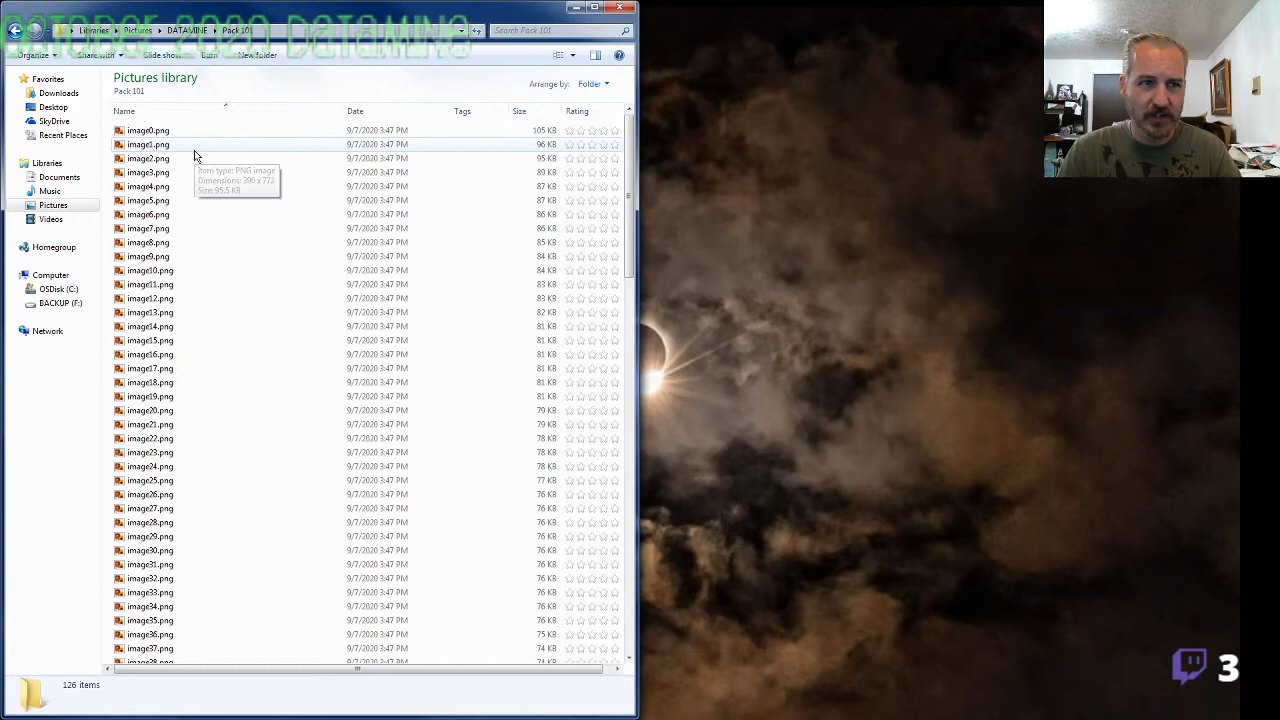 Libraries Pictures DATAMINE Pack 101 Search Pack 101
2020 DATAMINE
Organize Share with Slide show Burn New folder
Favorites
Downloads
Desktop
SkyDrive
Recent Places
Libraries
Documents
Music
Pictures
Videos
Homegroup
Computer
OSDisk (C:)
BACKUP (F:)
Network
Pictures library
Pack 101
Arrange by: Folder
Name Date Tags Size Rating
image0.png 9/7/2020 3:47 PM 105 KB
image1.png 9/7/2020 3:47 PM 96 KB
image2.png 9/7/2020 3:47 PM 95 KB
image3.png 9/7/2020 3:47 PM 89 KB
image4.png 9/7/2020 3:47 PM 87 KB
image5.png 9/7/2020 3:47 PM 87 KB
image6.png 9/7/2020 3:47 PM 86 KB
image7.png 9/7/2020 3:47 PM 86 KB
image8.png 9/7/2020 3:47 PM 85 KB
image9.png 9/7/2020 3:47 PM 84 KB
image10.png 9/7/2020 3:47 PM 84 KB
image11.png 9/7/2020 3:47 PM 83 KB
image12.png 9/7/2020 3:47 PM 83 KB
image13.png 9/7/2020 3:47 PM 82 KB
image14.png 9/7/2020 3:47 PM 81 KB
image15.png 9/7/2020 3:47 PM 81 KB
image16.png 9/7/2020 3:47 PM 81 KB
image17.png 9/7/2020 3:47 PM 81 KB
image18.png 9/7/2020 3:47 PM 81 KB
image19.png 9/7/2020 3:47 PM 81 KB
image20.png 9/7/2020 3:47 PM 79 KB
image21.png 9/7/2020 3:47 PM 79 KB
image22.png 9/7/2020 3:47 PM 78 KB
image23.png 9/7/2020 3:47 PM 78 KB
image24.png 9/7/2020 3:47 PM 78 KB
image25.png 9/7/2020 3:47 PM 77 KB
image26.png 9/7/2020 3:47 PM 76 KB
image27.png 9/7/2020 3:47 PM 76 KB
image28.png 9/7/2020 3:47 PM 76 KB
image29.png 9/7/2020 3:47 PM 76 KB
image30.png 9/7/2020 3:47 PM 76 KB
image31.png 9/7/2020 3:47 PM 76 KB
image32.png 9/7/2020 3:47 PM 76 KB
image33.png 9/7/2020 3:47 PM 76 KB
image34.png 9/7/2020 3:47 PM 76 KB
image35.png 9/7/2020 3:47 PM 76 KB
image36.png 9/7/2020 3:47 PM 75 KB
image37.png 9/7/2020 3:47 PM 74 KB
image38.png 9/7/2020 3:47 PM 74 KB
Item type: PNG image
Dimensions: 390 x 772
Size: 95.5 KB
126 items
3